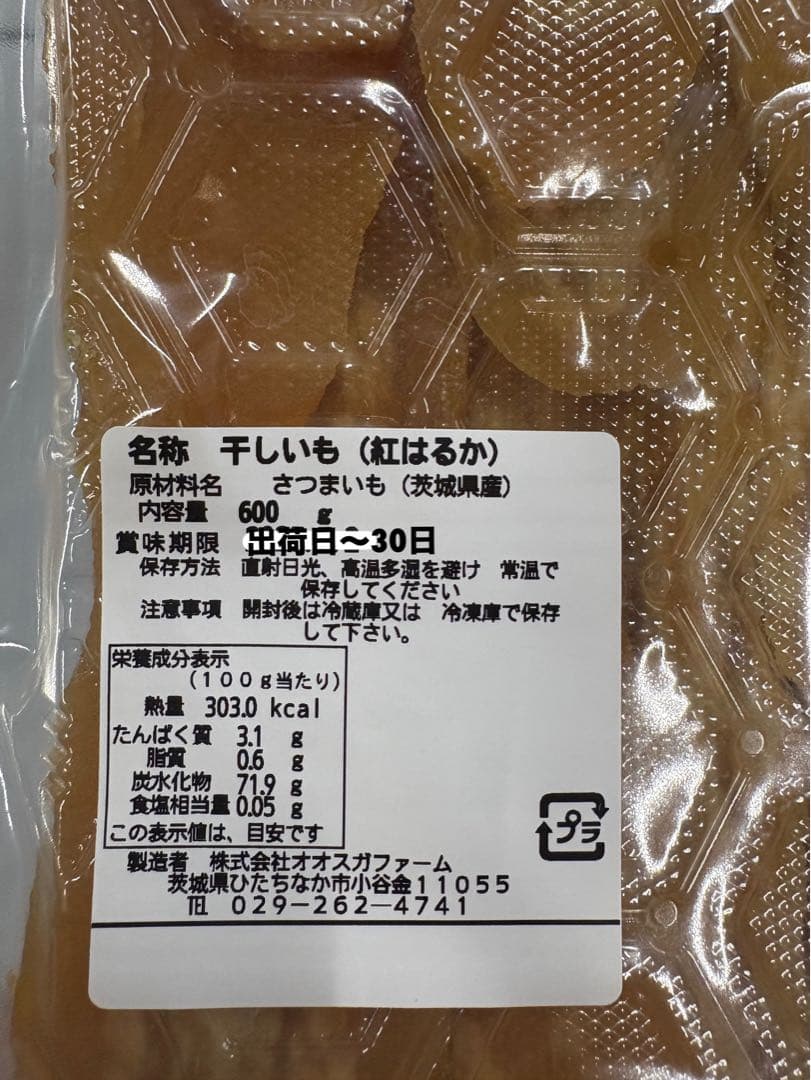 名称 干しいも（紅はるか）
原材料名 さつまいも（茨城県産）
内容量 600 g
賞味期限 出荷日〜30日
保存方法 直射日光、高温多湿を避け 常温で
保存してください
注意事項 開封後は冷蔵庫又は 冷凍庫で保存
して下さい。
栄養成分表示
（１００ｇ当たり）
熱量 303.0 kcal
たんぱく質 3.1 g
脂質 0.6 g
炭水化物 71.9 g
食塩相当量 0.05 g
この表示値は、目安です
プラ
製造者 株式会社オオスガファーム
茨城県ひたちなか市小谷金１１０５５
℡ ０２９－２６２－４７４１